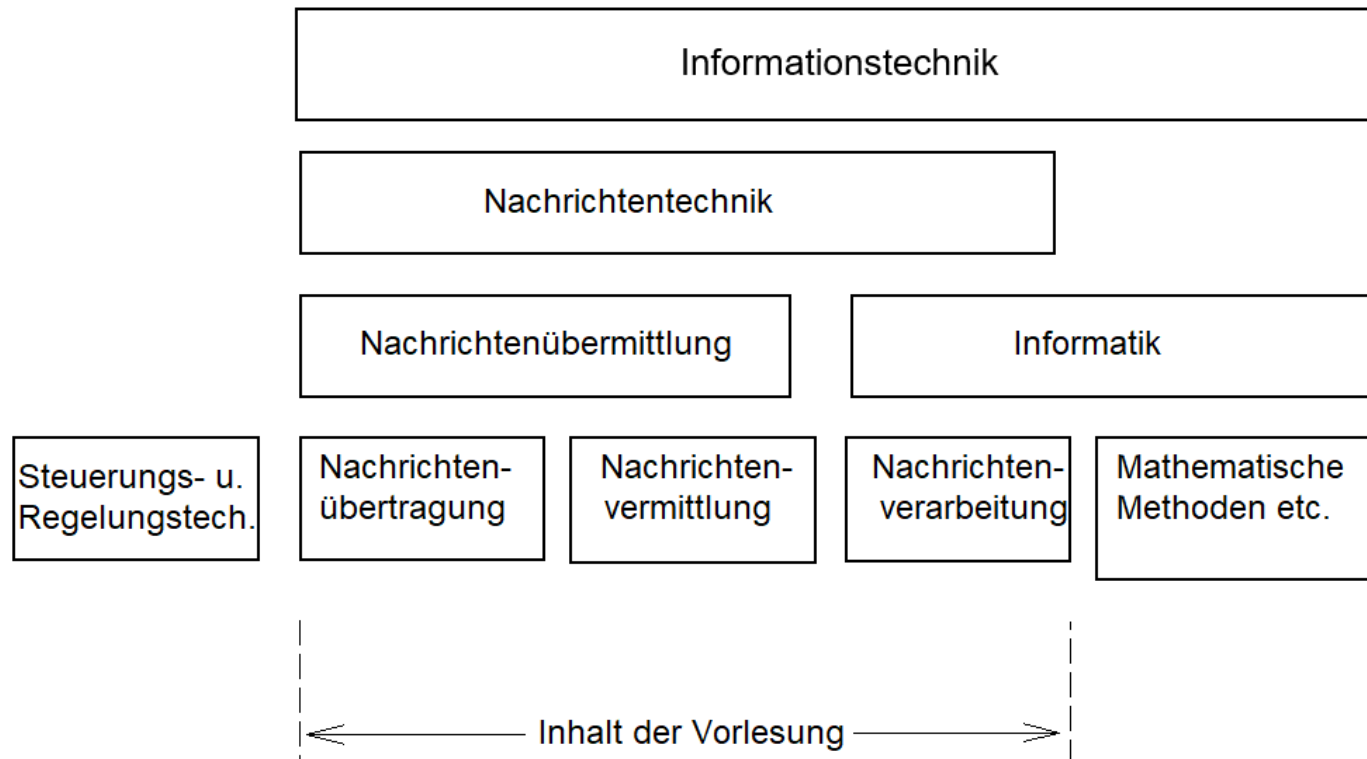 Informationstechnik
Nachrichtentechnik
Nachrichtenübermittlung
Informatik
Steuerungs- u.
Regelungstech.
Nachrichten-
übertragung
Nachrichten-
vermittlung
Nachrichten-
verarbeitung
Mathematische
Methoden etc.
Inhalt der Vorlesung